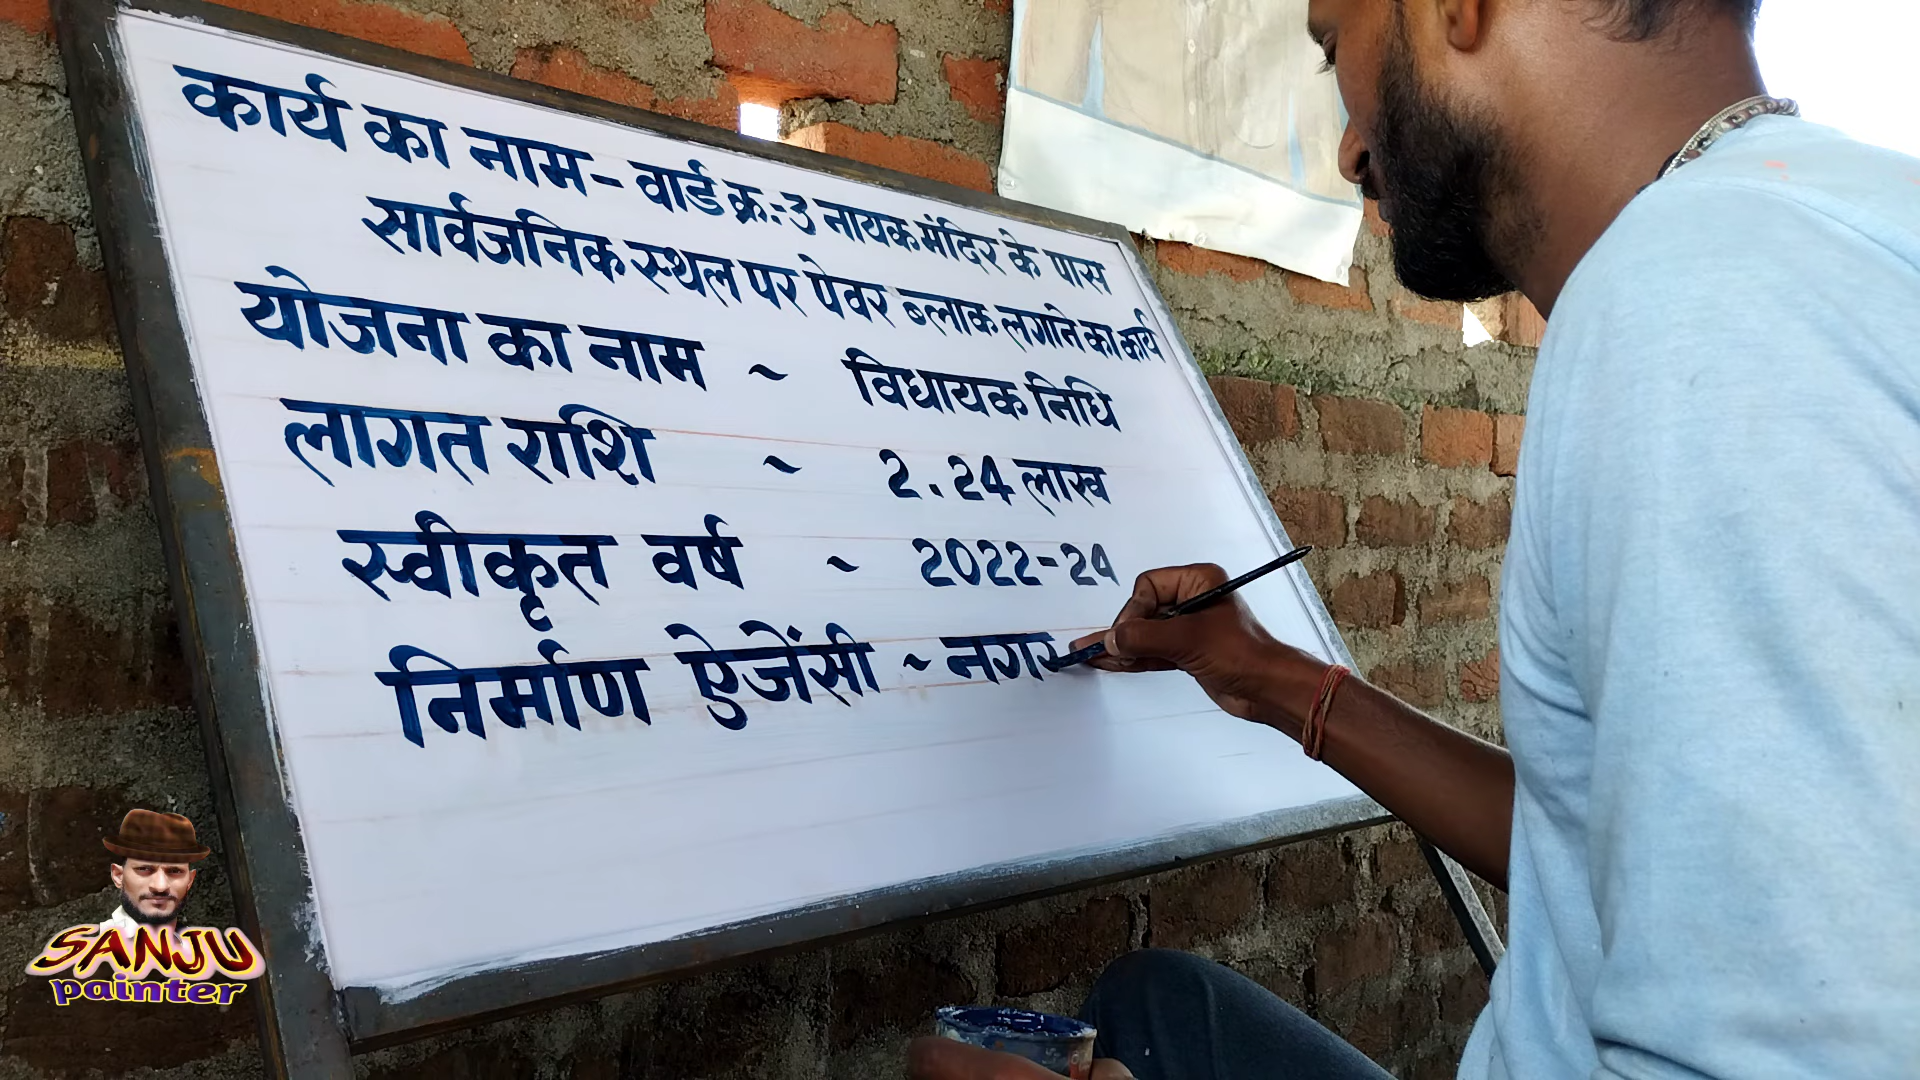 कार्य का नाम - वार्ड क्र.-3 नायक मंदिर के पास
सार्वजनिक स्थल पर पेवर ब्लाक लगाने का कार्य
योजना का नाम ~ विधायक निधि
लागत राशि ~ 2.24 लाख
स्वीकृत वर्ष ~ 2022-24
निर्माण ऐजेंसी ~ नगर
SANJU
painter